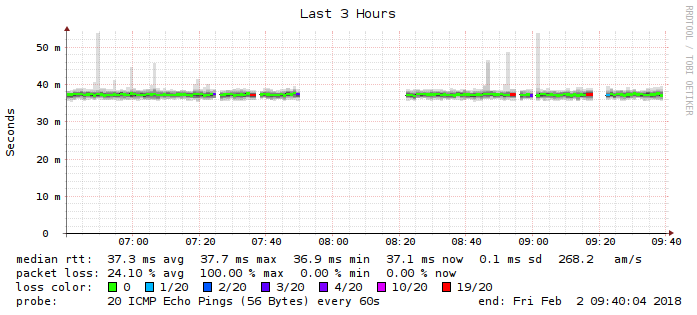 Last 3 Hours
RRDTOOL / TOBI OETIKER
Seconds
50 m
40 m
30 m
20 m
10 m
0
07:00 07:20 07:40 08:00 08:20 08:40 09:00 09:20 09:40
median rtt: 37.3 ms avg 37.7 ms max 36.9 ms min 37.1 ms now 0.1 ms sd 268.2 am/s
packet loss: 24.10 % avg 100.00 % max 0.00 % min 0.00 % now
loss color: 0 1/20 2/20 3/20 4/20 10/20 19/20
probe: 20 ICMP Echo Pings (56 Bytes) every 60s end: Fri Feb 2 09:40:04 2018